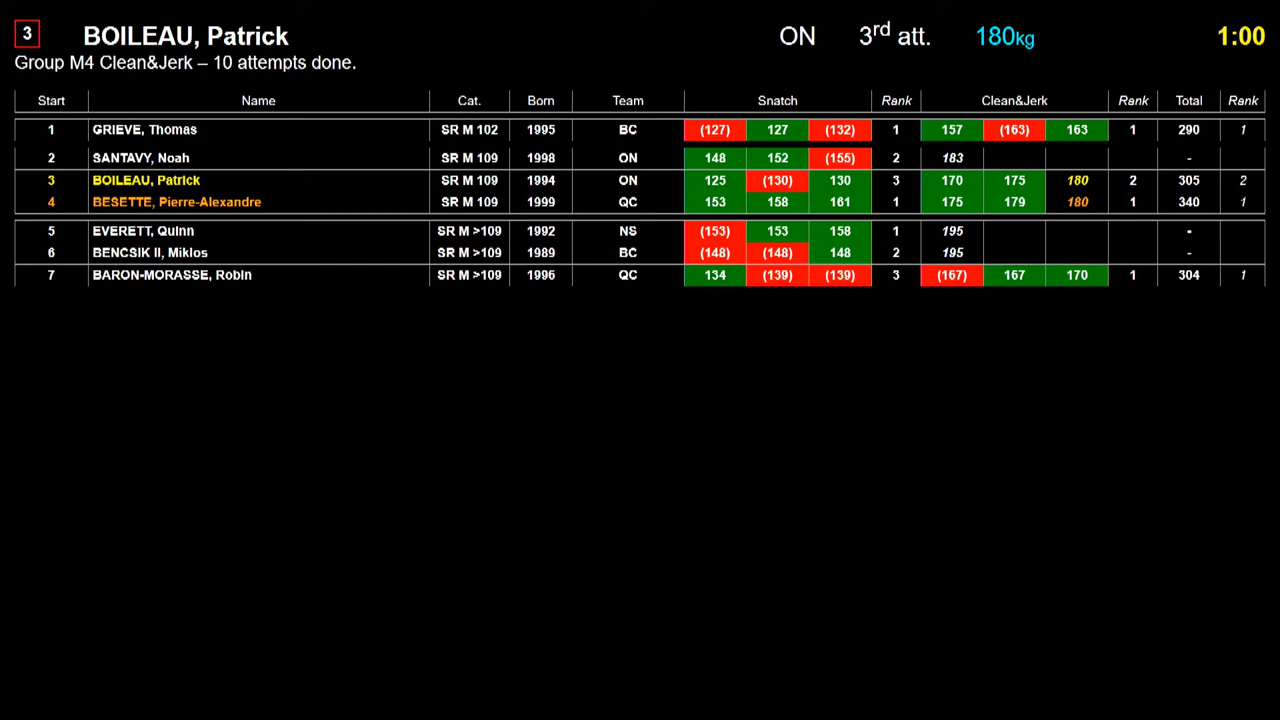 3 BOILEAU, Patrick ON 3rd att. 180kg 1:00
Group M4 Clean&Jerk – 10 attempts done.
Start Name Cat. Born Team Snatch Rank Clean&Jerk Rank Total Rank
1 GRIEVE, Thomas SR M 102 1995 BC (127) 127 (132) 1 157 (163) 163 1 290 1
2 SANTAVY, Noah SR M 109 1998 ON 148 152 (155) 2 183 -
3 BOILEAU, Patrick SR M 109 1994 ON 125 (130) 130 3 170 175 180 2 305 2
4 BESETTE, Pierre-Alexandre SR M 109 1999 QC 153 158 161 1 175 179 180 1 340 1
5 EVERETT, Quinn SR M >109 1992 NS (153) 153 158 1 195 -
6 BENCSIK II, Miklos SR M >109 1989 BC (148) (148) 148 2 195 -
7 BARON-MORASSE, Robin SR M >109 1996 QC 134 (139) (139) 3 (167) 167 170 1 304 1